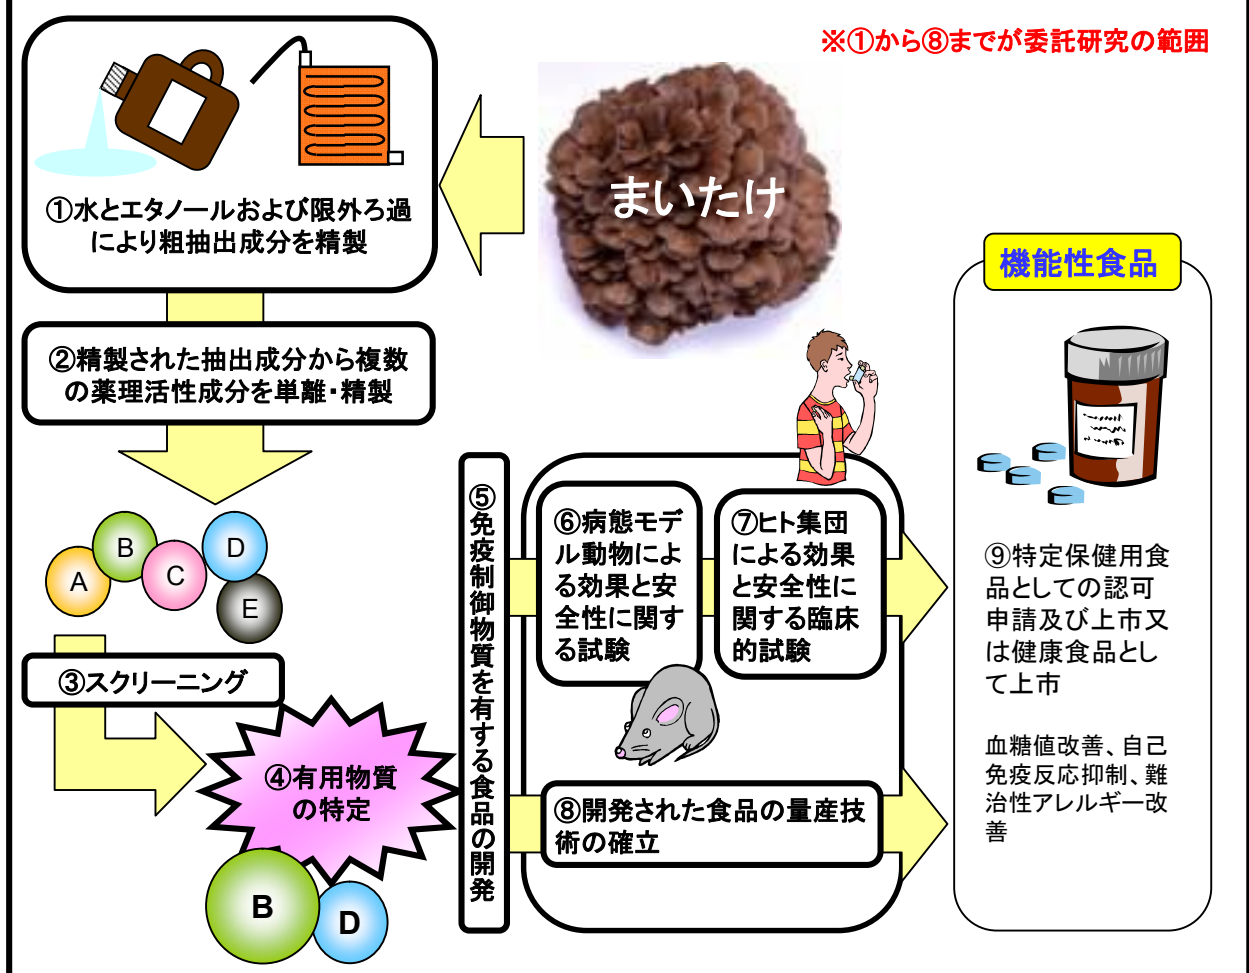 ※①から⑧までが委託研究の範囲
まいたけ
①水とエタノールおよび限外ろ過
により粗抽出成分を精製
②精製された抽出成分から複数
の薬理活性成分を単離・精製
A
B
C
D
E
③スクリーニング
④有用物質
の特定
B
D
⑤免疫制御物質を有する食品の開発
⑥病態モデ
ル動物によ
る効果と安
全性に関す
る試験
⑦ヒト集団
による効果
と安全性に
関する臨床
的試験
⑧開発された食品の量産技
術の確立
機能性食品
⑨特定保健用食
品としての認可
申請及び上市又
は健康食品とし
て上市
血糖値改善、自己
免疫反応抑制、難
治性アレルギー改
善